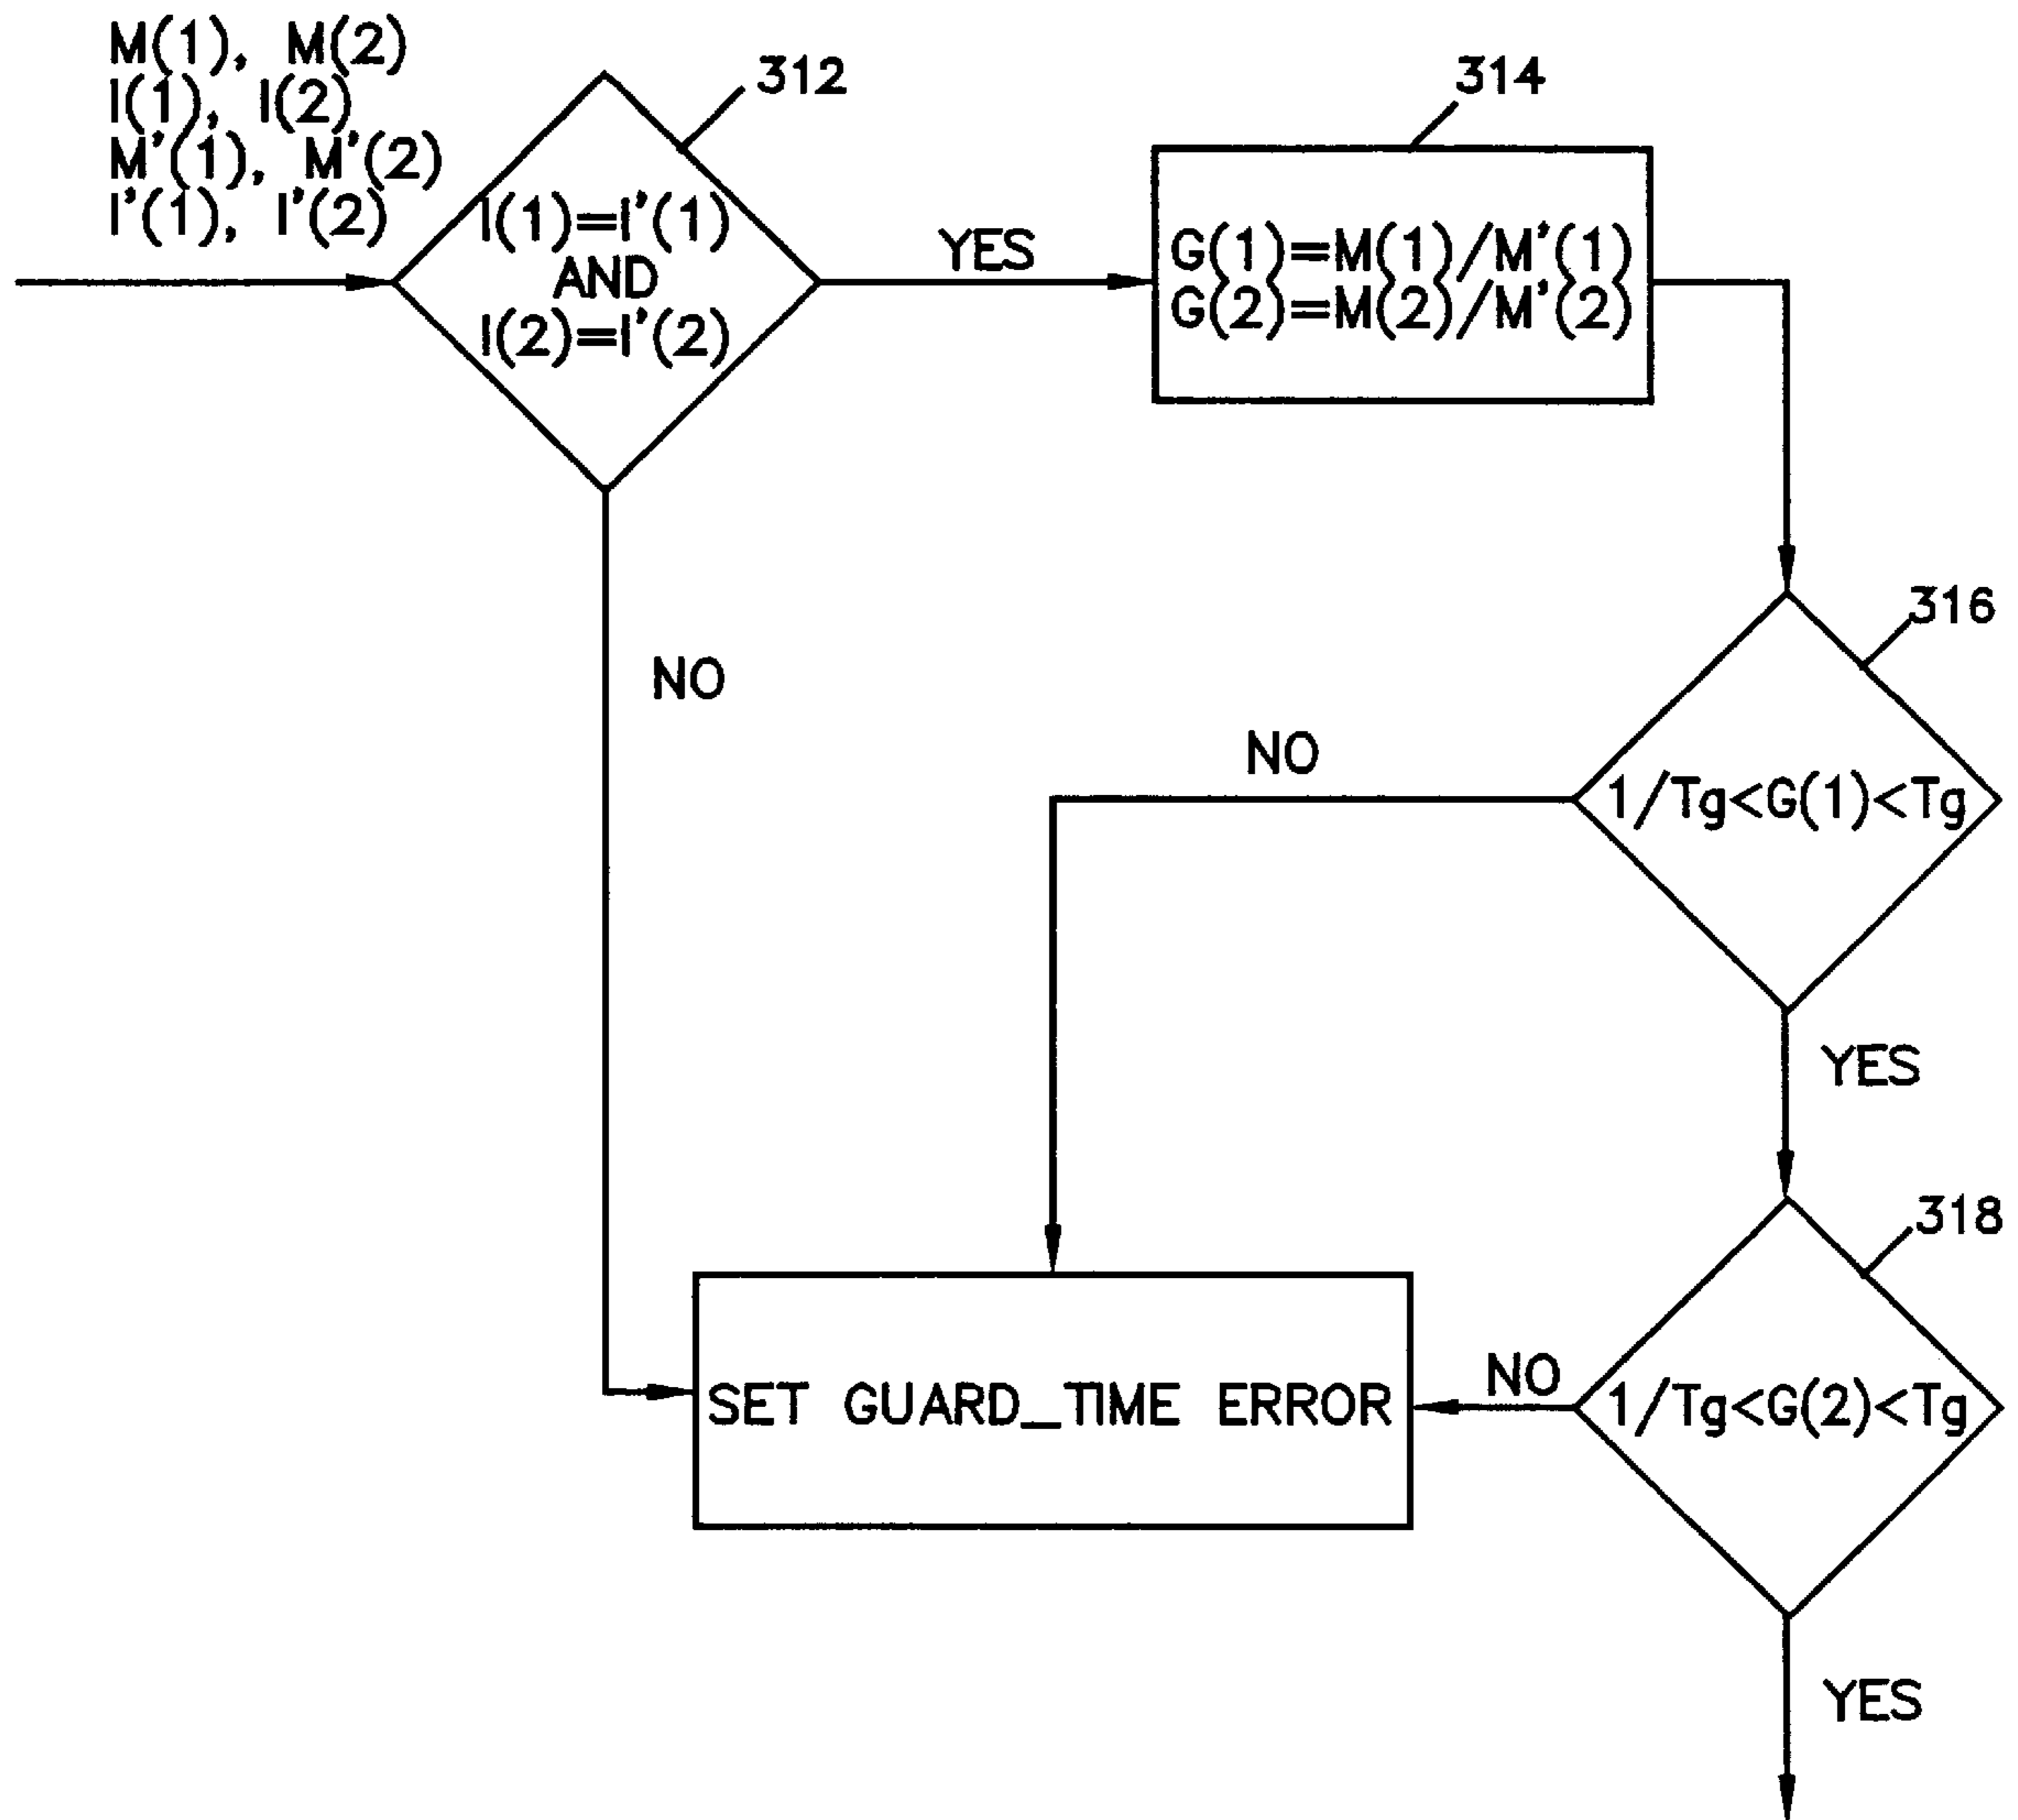 M(1), M(2)
I(1), I(2)
M'(1), M'(2)
I'(1), I'(2)
312
I(1)=I'(1)
AND
I(2)=I'(2)
YES
314
G(1)=M(1)/M'(1)
G(2)=M(2)/M'(2)
316
NO
NO
1/Tg<G(1)<Tg
YES
318
SET GUARD_TIME ERROR
NO
1/Tg<G(2)<Tg
YES